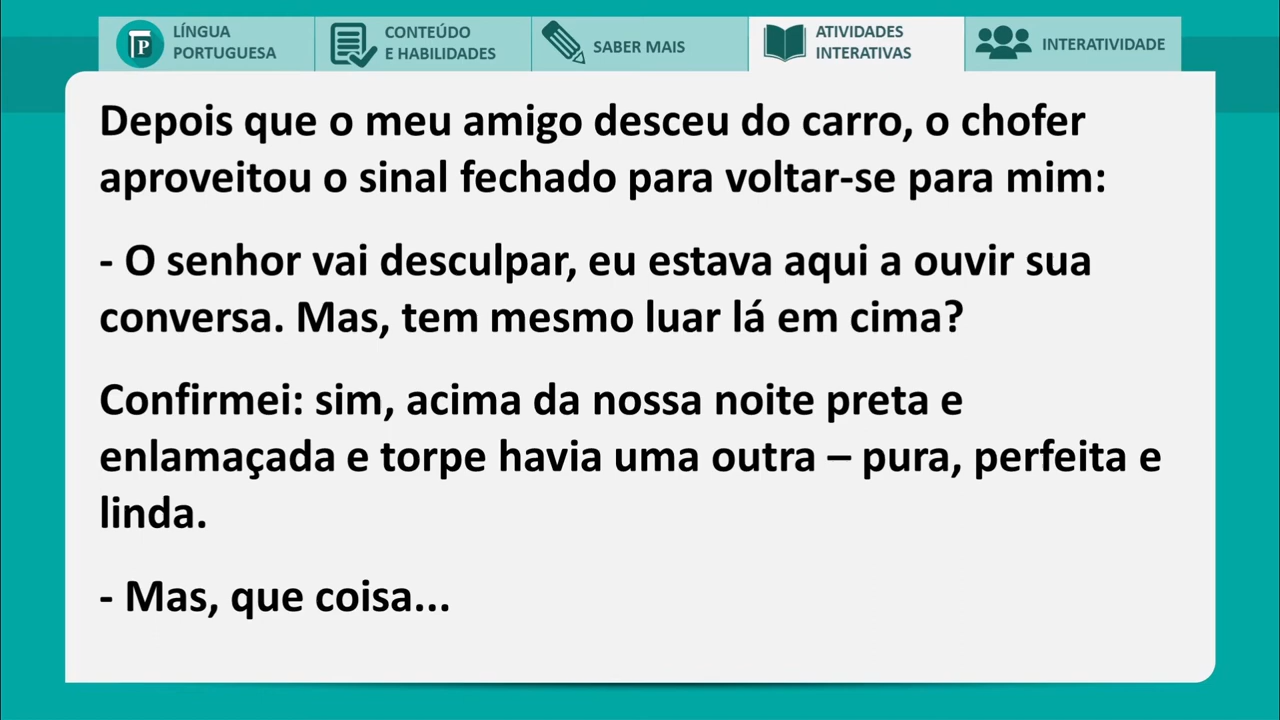 LÍNGUA
PORTUGUESA
CONTEÚDO
E HABILIDADES
SABER MAIS
ATIVIDADES
INTERATIVAS
INTERATIVIDADE
Depois que o meu amigo desceu do carro, o chofer
aproveitou o sinal fechado para voltar-se para mim:
- O senhor vai desculpar, eu estava aqui a ouvir sua
conversa. Mas, tem mesmo luar lá em cima?
Confirmei: sim, acima da nossa noite preta e
enlamaçada e torpe havia uma outra – pura, perfeita e
linda.
- Mas, que coisa...